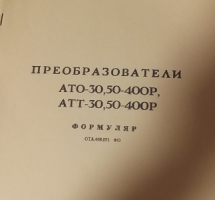 ПРЕОБРАЗОВАТЕЛИ
АТО-30,50-400Р,
АТТ-30,50-400Р
ФОРМУЛЯР